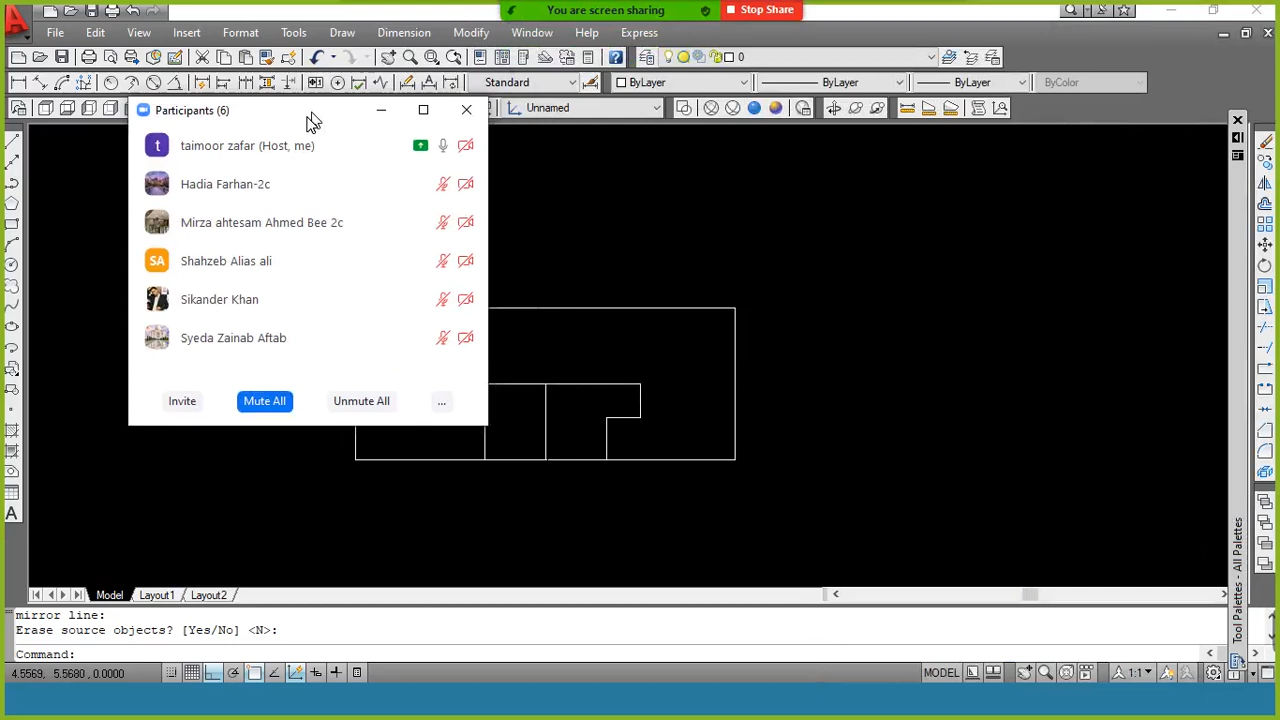 You are screen sharing
Stop Share
File Edit View Insert Format Tools Draw Dimension Modify Window Help Express
0
Standard ByLayer ByLayer ByLayer ByColor
Unnamed
Participants (6)
t taimoor zafar (Host, me)
Hadia Farhan-2c
Mirza ahtesam Ahmed Bee 2c
SA Shahzeb Alias ali
Sikander Khan
Syeda Zainab Aftab
Invite Mute All Unmute All ...
A
Tool Palettes - All Palettes
Model Layout1 Layout2
mirror line:
Erase source objects? [Yes/No] <N>:
Command:
4.5569, 5.5680 , 0.0000 MODEL 1:1